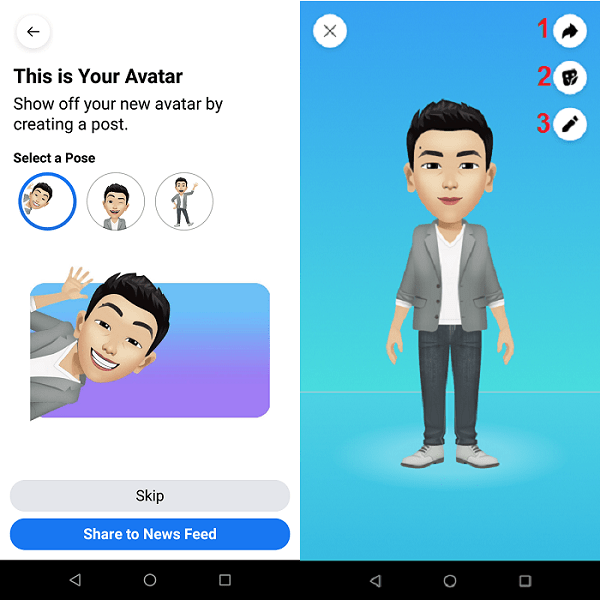 This is Your Avatar
Show off your new avatar by
creating a post.
Select a Pose
Skip
Share to News Feed
1
2
3